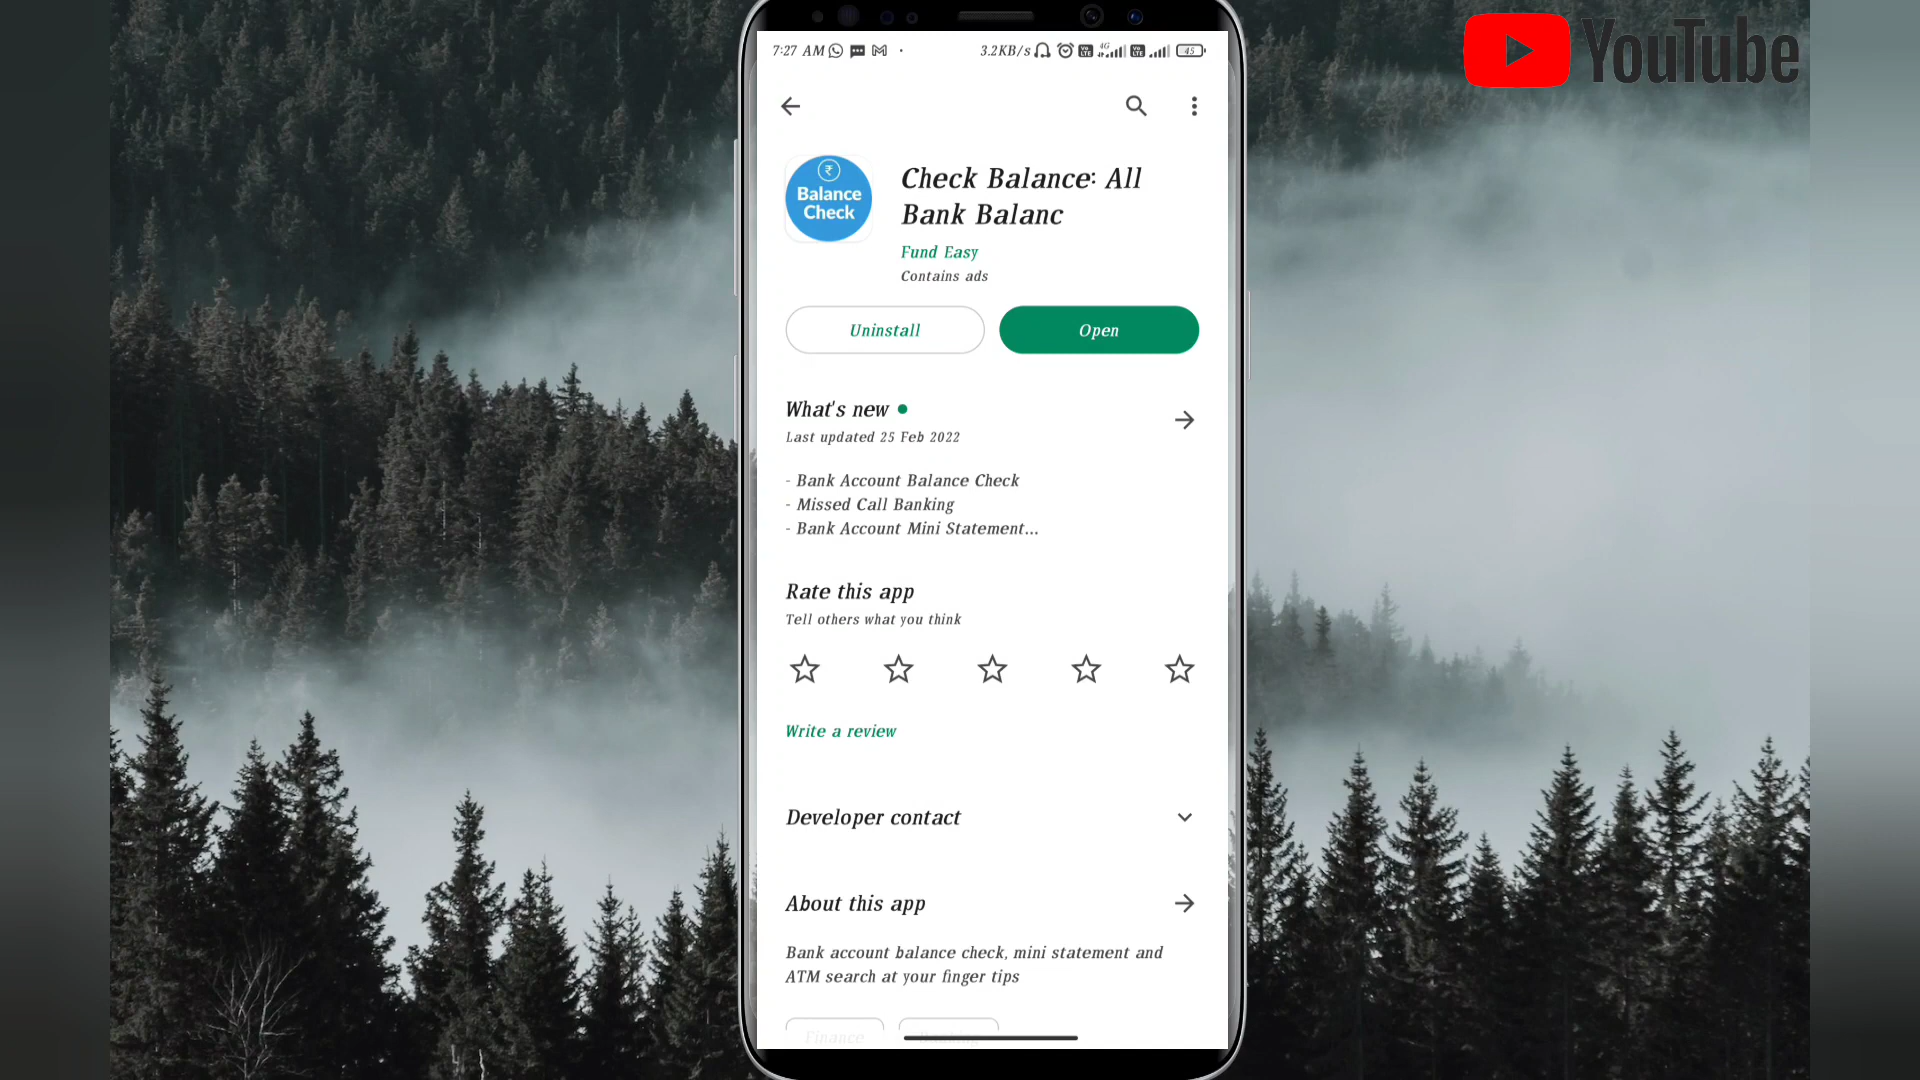 YouTube
7:27 AM
3.2KB/s
4G
45
₹
Balance
Check
Check Balance: All
Bank Balanc
Fund Easy
Contains ads
Uninstall
Open
What's new
Last updated 25 Feb 2022
- Bank Account Balance Check
- Missed Call Banking
- Bank Account Mini Statement...
Rate this app
Tell others what you think
Write a review
Developer contact
About this app
Bank account balance check, mini statement and
ATM search at your finger tips
Finance